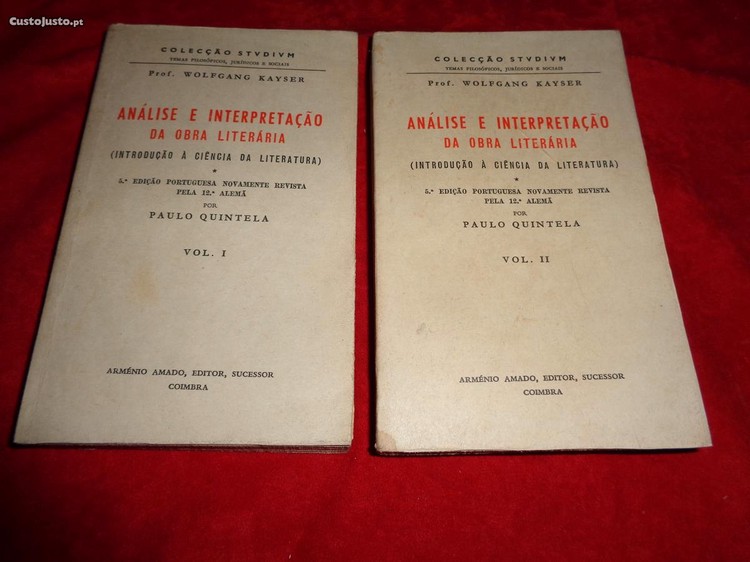 CustoJusto.pt
COLECÇÃO STVDIVM
TEMAS FILOSÓFICOS, JURÍDICOS E SOCIAIS
Prof. WOLFGANG KAYSER
ANÁLISE E INTERPRETAÇÃO
DA OBRA LITERÁRIA
(INTRODUÇÃO À CIÊNCIA DA LITERATURA)
*
5.ª EDIÇÃO PORTUGUESA NOVAMENTE REVISTA
PELA 12.ª ALEMÃ
POR
PAULO QUINTELA
VOL. I
ARMÉNIO AMADO, EDITOR, SUCESSOR
COIMBRA
COLECÇÃO STVDIVM
TEMAS FILOSÓFICOS, JURÍDICOS E SOCIAIS
Prof. WOLFGANG KAYSER
ANÁLISE E INTERPRETAÇÃO
DA OBRA LITERÁRIA
(INTRODUÇÃO À CIÊNCIA DA LITERATURA)
*
5.ª EDIÇÃO PORTUGUESA NOVAMENTE REVISTA
PELA 12.ª ALEMÃ
POR
PAULO QUINTELA
VOL. II
ARMÉNIO AMADO, EDITOR, SUCESSOR
COIMBRA